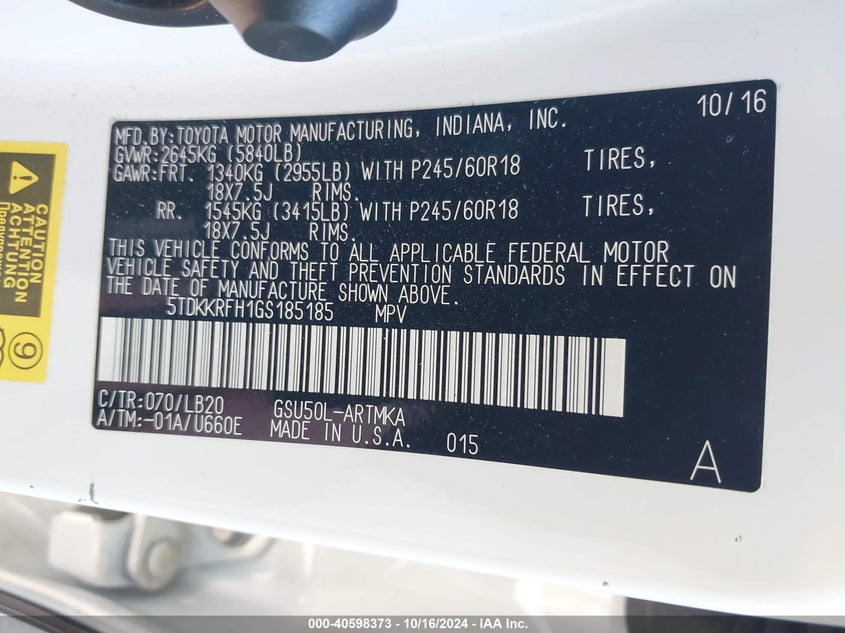 10/16
MFD.BY:TOYOTA MOTOR MANUFACTURING, INDIANA, INC.
GVWR:2645KG (5840LB)
GAWR:FRT. 1340KG (2955LB) WITH P245/60R18 TIRES,
18X7.5J RIMS.
RR. 1545KG (3415LB) WITH P245/60R18 TIRES,
18X7.5J RIMS.
THIS VEHICLE CONFORMS TO ALL APPLICABLE FEDERAL MOTOR
VEHICLE SAFETY AND THEFT PREVENTION STANDARDS IN EFFECT ON
THE DATE OF MANUFACTURE SHOWN ABOVE.
5TDKKRFH1GS185185 MPV
C/TR:070/LB20 GSU50L-ARTMKA
A/TM:-01A/U660E MADE IN U.S.A. 015
A
CAUTION
ATTENTION
ACHTUNG
9
000-40598373 - 10/16/2024 - IAA Inc.